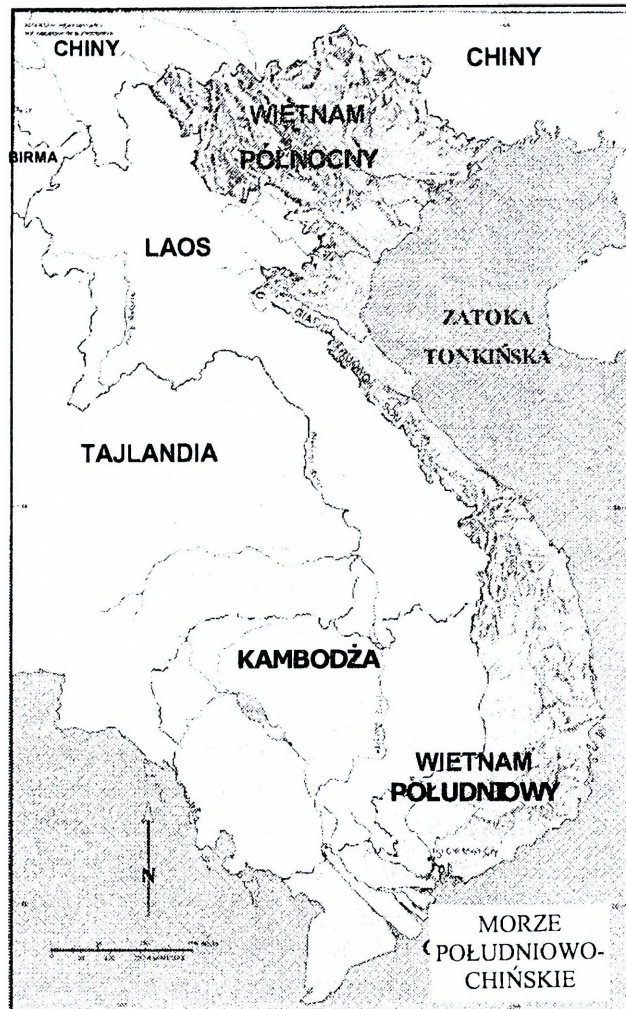 CHINY
CHINY
WIETNAM
PÓŁNOCNY
BIRMA
LAOS
ZATOKA
TONKIŃSKA
TAJLANDIA
KAMBODŻA
WIETNAM
POŁUDNIOWY
N
MORZE
POŁUDNIOWO-
CHIŃSKIE